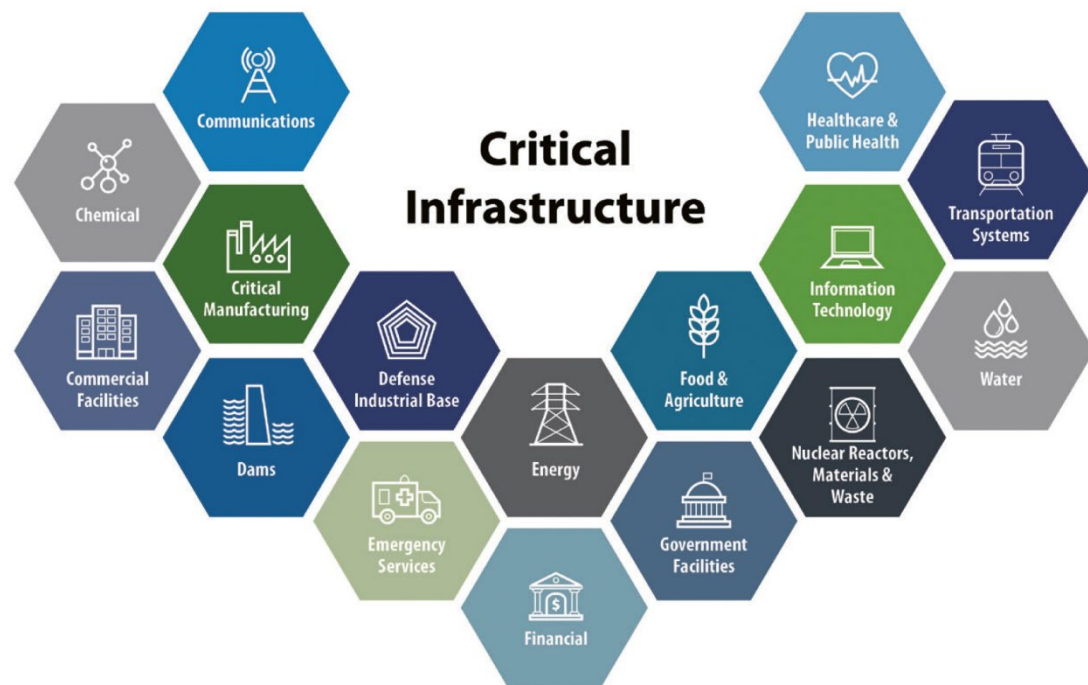 Critical
Infrastructure
Communications
Chemical
Critical
Manufacturing
Commercial
Facilities
Dams
Defense
Industrial Base
Emergency
Services
Energy
$
Financial
Food &
Agriculture
Government
Facilities
Healthcare &
Public Health
Information
Technology
Nuclear Reactors,
Materials &
Waste
Transportation
Systems
Water